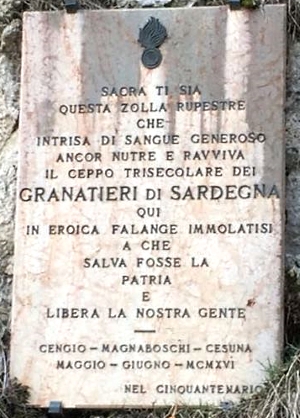 SACRA TI SIA
QUESTA ZOLLA RUPESTRE
CHE
INTRISA DI SANGUE GENEROSO
ANCOR NUTRE E RAVVIVA
IL CEPPO TRISECOLARE DEI
GRANATIERI DI SARDEGNA
QUI
IN EROICA FALANGE IMMOLATISI
A CHE
SALVA FOSSE LA
PATRIA
E
LIBERA LA NOSTRA GENTE
CENGIO – MAGNABOSCHI – CESUNA
MAGGIO – GIUGNO – MCMXVI
NEL CINQUANTENARIO